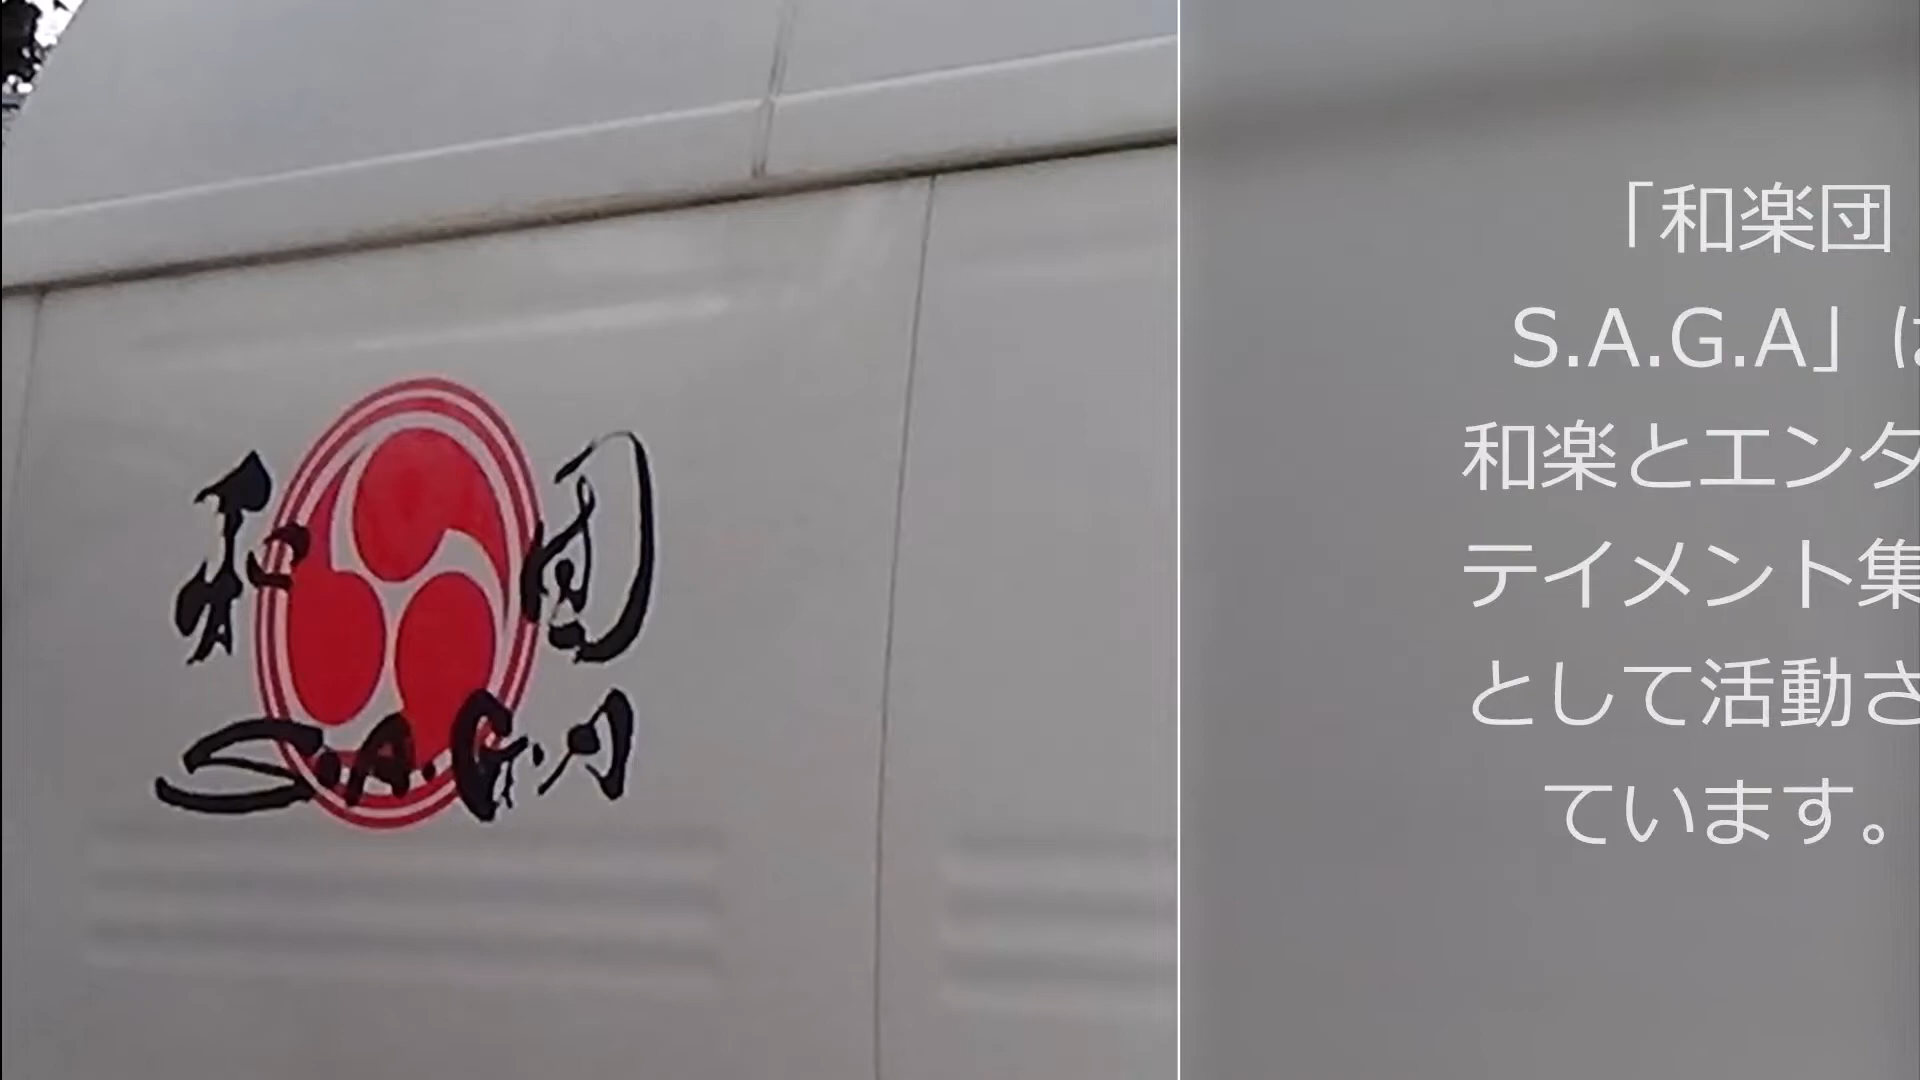 和団
S.A.G.A
「和楽団
S.A.G.A」は
和楽とエンタ
テイメント集
として活動さ
ています。